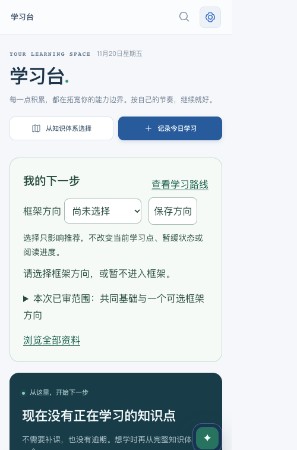 学习台
YOUR LEARNING SPACE · 11月20日星期五
学习台.
每一点积累，都在拓宽你的能力边界。按自己的节奏，继续就好。
从知识体系选择
＋ 记录今日学习
我的下一步
查看学习路线
框架方向 尚未选择 保存方向
选择只影响推荐，不改变当前学习点、暂缓状态或
阅读进度。
请选择框架方向，或暂不进入框架。
▶ 本次已审范围：共同基础与一个可选框架
方向
浏览全部资料
从这里，开始下一步
现在没有正在学习的知识点
不需要补课，也没有逾期。想学时再从完整知识体